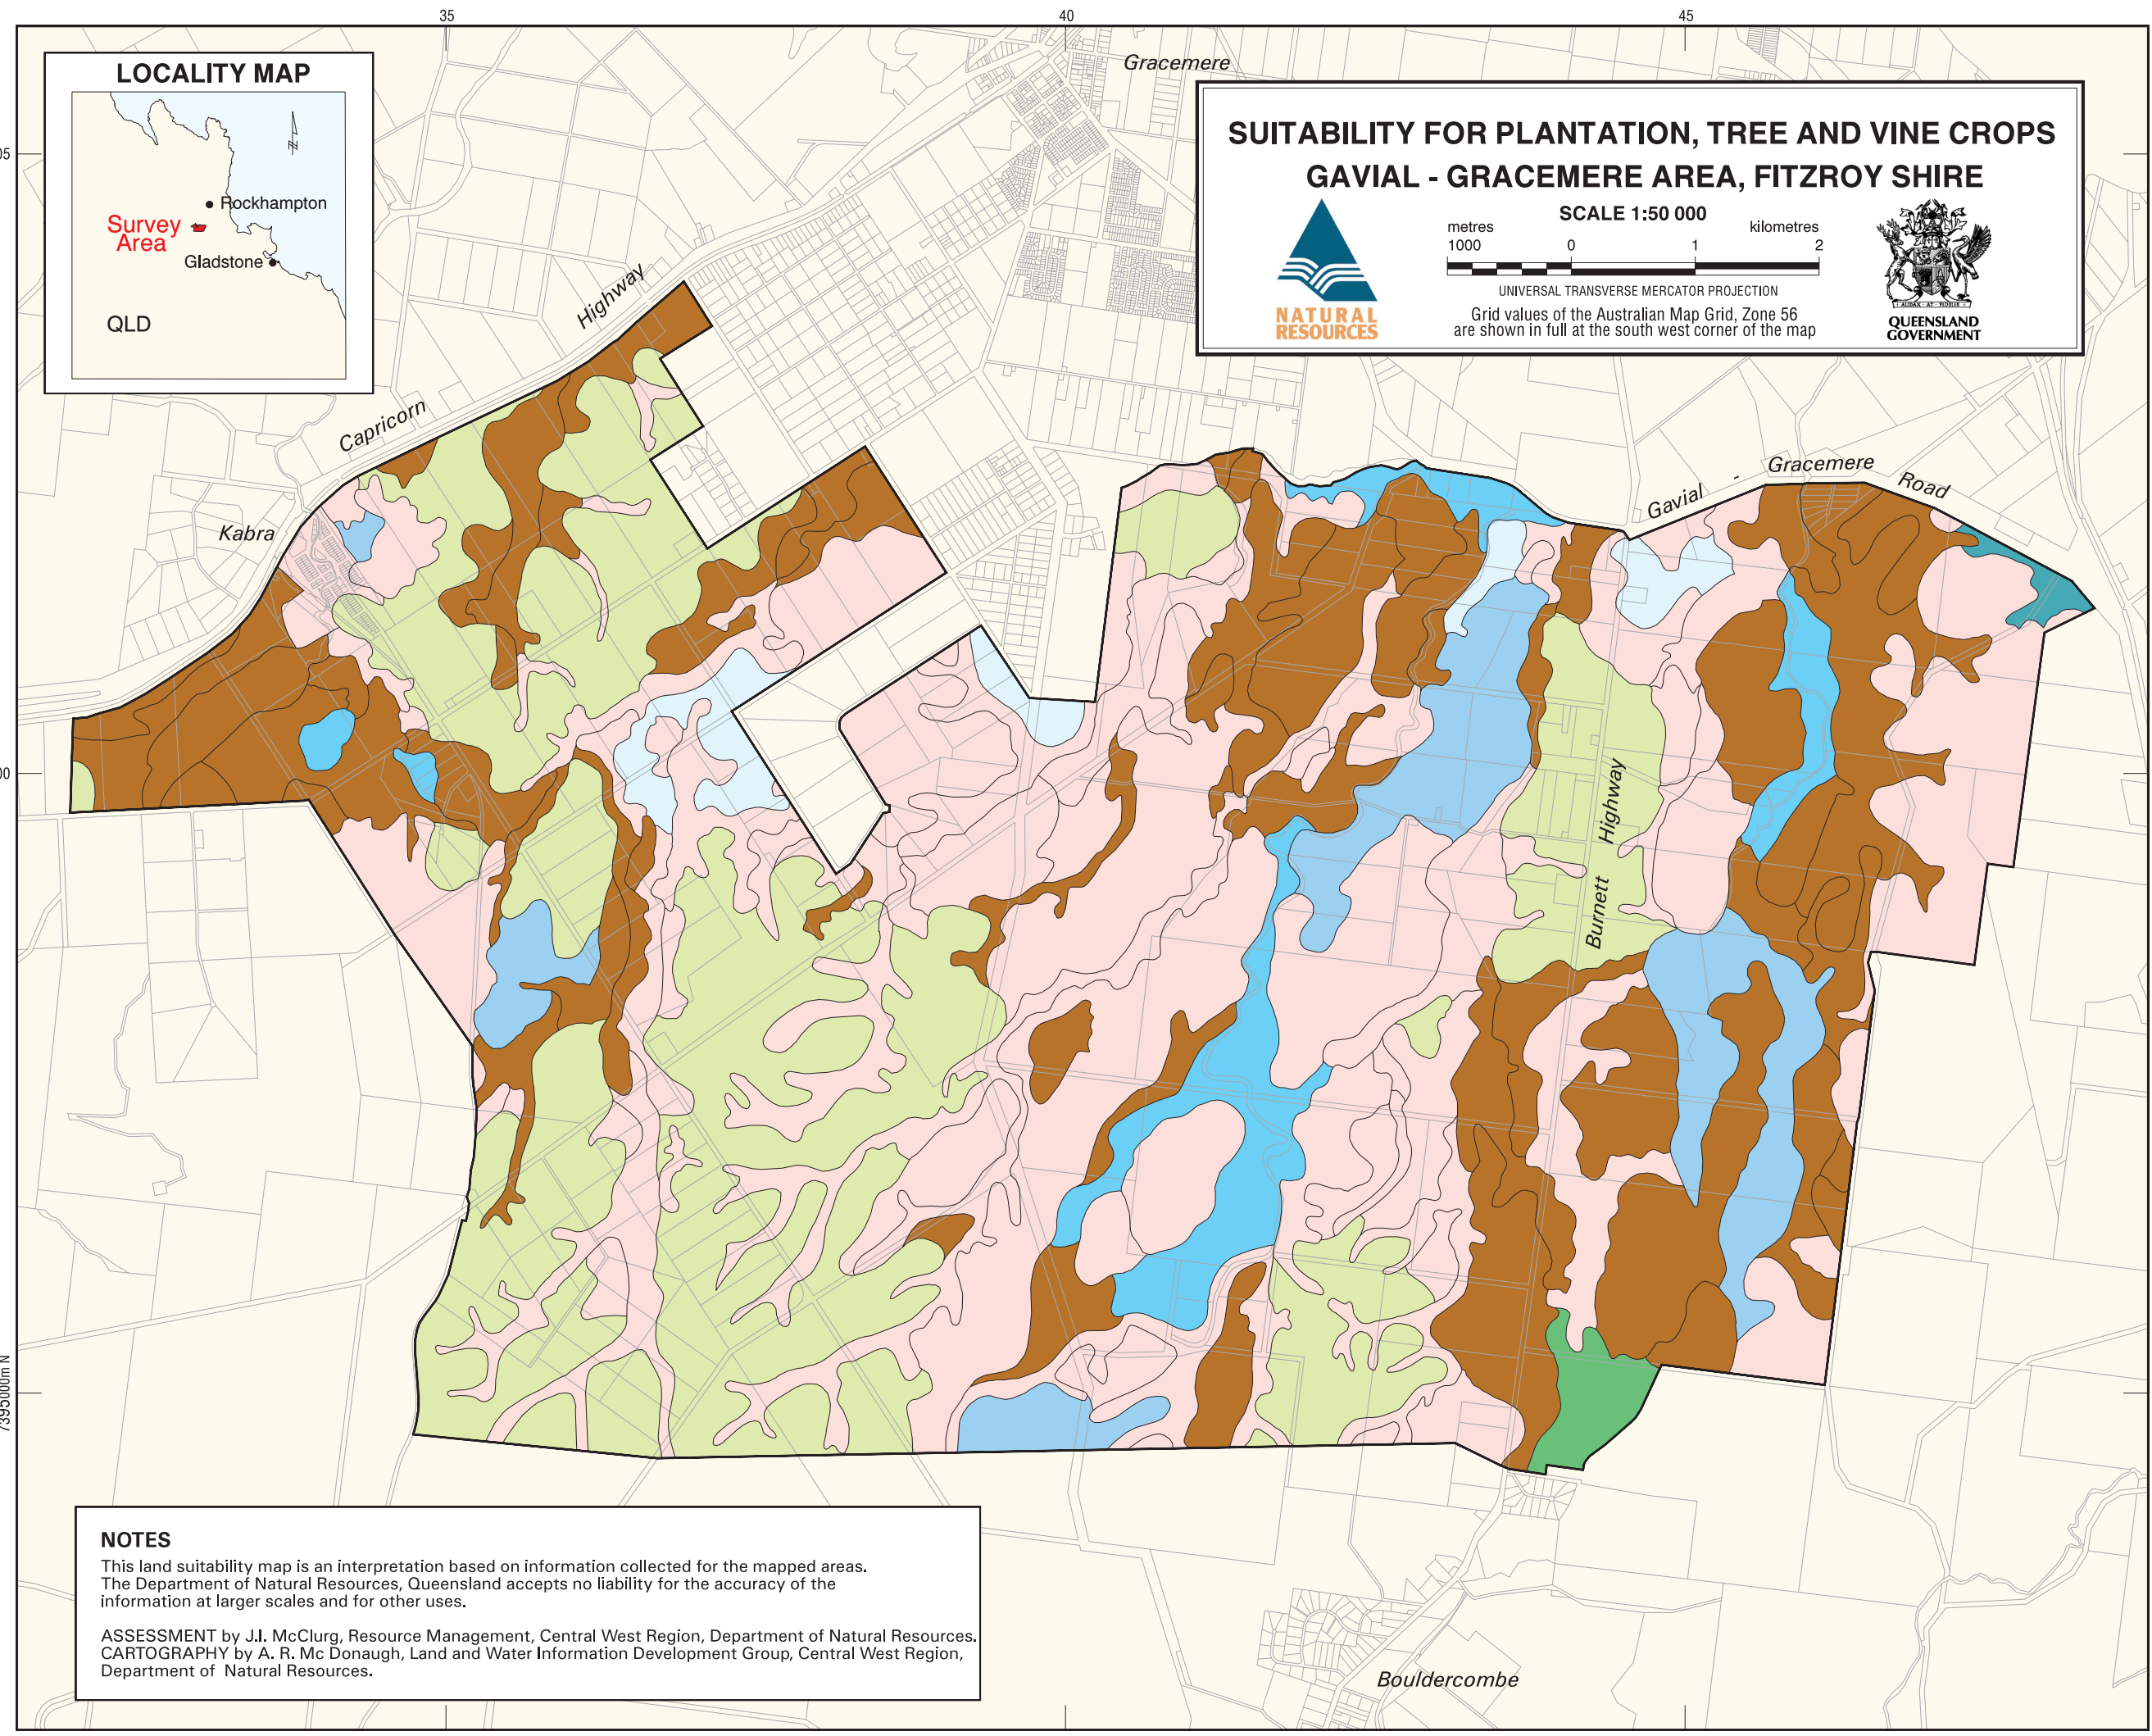 35
40
45
Gracemere
LOCALITY MAP
Rockhampton
Survey
Area
Gladstone
QLD
SUITABILITY FOR PLANTATION, TREE AND VINE CROPS
GAVIAL - GRACEMERE AREA, FITZROY SHIRE
SCALE 1:50 000
metres
kilometres
1000
0
1
2
UNIVERSAL TRANSVERSE MERCATOR PROJECTION
Grid values of the Australian Map Grid, Zone 56
are shown in full at the south west corner of the map
NATURAL
RESOURCES
AUDAX · AT · FIDELIS
QUEENSLAND
GOVERNMENT
05
Highway
Capricorn
Kabra
Gavial - Gracemere Road
00
Burnett Highway
7395000m N
NOTES
This land suitability map is an interpretation based on information collected for the mapped areas.
The Department of Natural Resources, Queensland accepts no liability for the accuracy of the
information at larger scales and for other uses.
ASSESSMENT by J.I. McClurg, Resource Management, Central West Region, Department of Natural Resources.
CARTOGRAPHY by A. R. Mc Donaugh, Land and Water Information Development Group, Central West Region,
Department of Natural Resources.
Bouldercombe